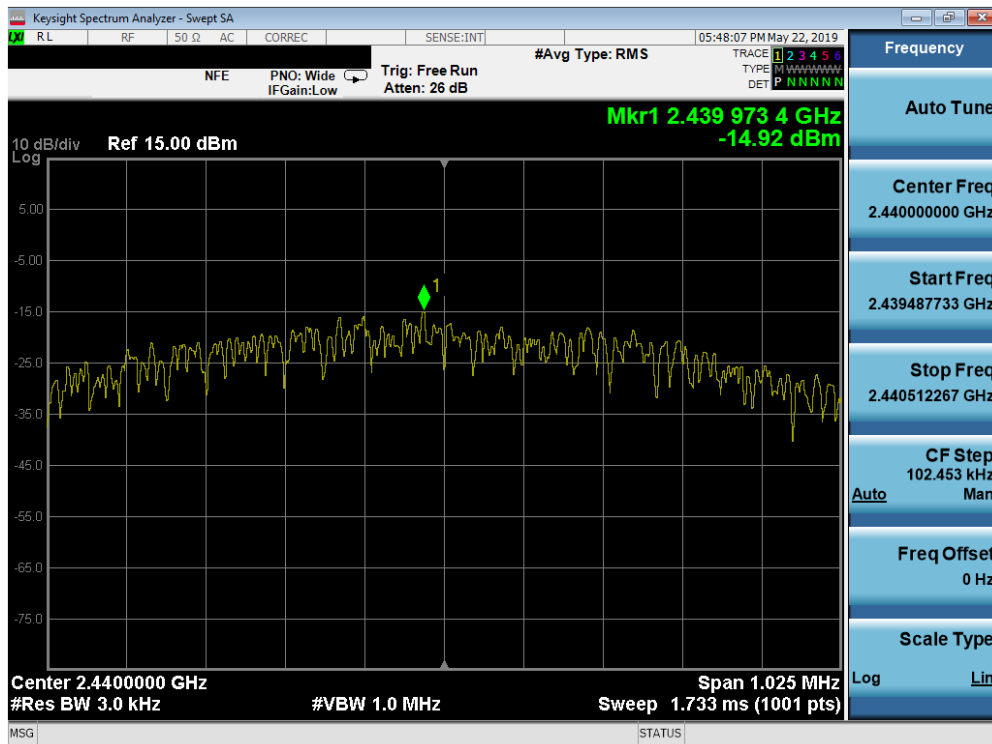 Keysight Spectrum Analyzer - Swept SA
LXI RL RF 50 Ω AC CORREC SENSE:INT 05:48:07 PM May 22, 2019
NFE
PNO: Wide
IFGain:Low
Trig: Free Run
Atten: 26 dB
#Avg Type: RMS
TRACE 1 2 3 4 5 6
TYPE M W W W W W
DET P N N N N N
Mkr1 2.439 973 4 GHz
-14.92 dBm
10 dB/div Ref 15.00 dBm
Log
5.00
-5.00
1
-15.0
-25.0
-35.0
-45.0
-55.0
-65.0
-75.0
Center 2.4400000 GHz Span 1.025 MHz
#Res BW 3.0 kHz #VBW 1.0 MHz Sweep 1.733 ms (1001 pts)
MSG STATUS
Frequency
Auto Tune
Center Freq
2.440000000 GHz
Start Freq
2.439487733 GHz
Stop Freq
2.440512267 GHz
CF Step
102.453 kHz
Auto Man
Freq Offset
0 Hz
Scale Type
Log Lin